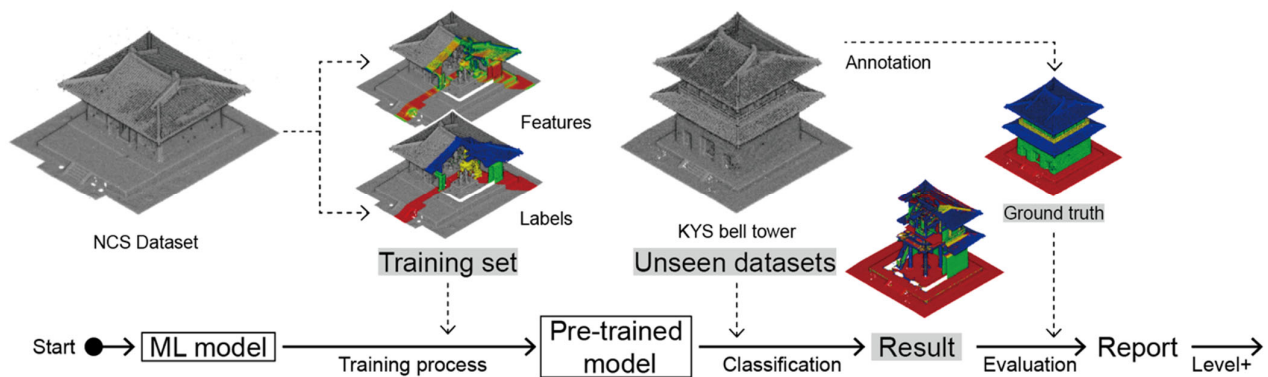 NCS Dataset
Features
Labels
Training set
KYS bell tower
Unseen datasets
Annotation
Ground truth
Start
ML model
Training process
Pre-trained
model
Classification
Result
Evaluation
Report
Level+